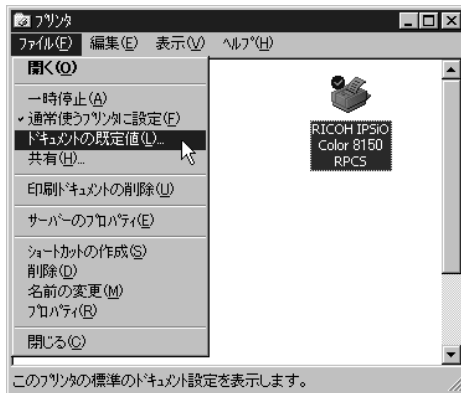 プリンタ
ファイル(F) 編集(E) 表示(V) ヘルプ(H)
開く(O)
一時停止(A)
通常使うプリンタに設定(F)
ドキュメントの既定値(L)...
共有(H)...
印刷ドキュメントの削除(U)
サーバーのプロパティ(E)
ショートカットの作成(S)
削除(D)
名前の変更(M)
プロパティ(R)
閉じる(C)
RICOH IPSiO
Color 8150
RPCS
このプリンタの標準のドキュメント設定を表示します。